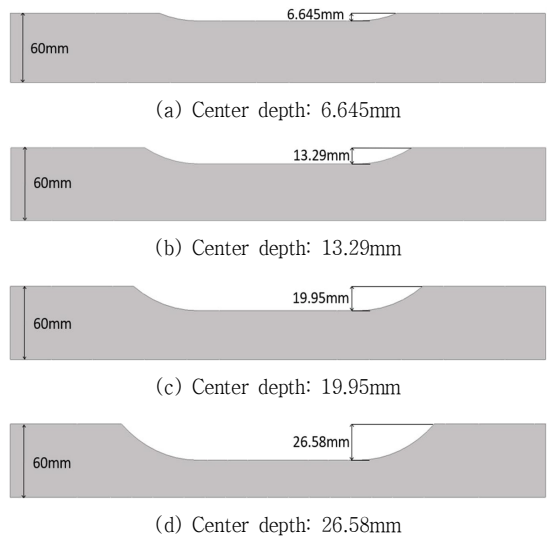 6.645mm
60mm
(a) Center depth: 6.645mm
13.29mm
60mm
(b) Center depth: 13.29mm
19.95mm
60mm
(c) Center depth: 19.95mm
26.58mm
60mm
(d) Center depth: 26.58mm